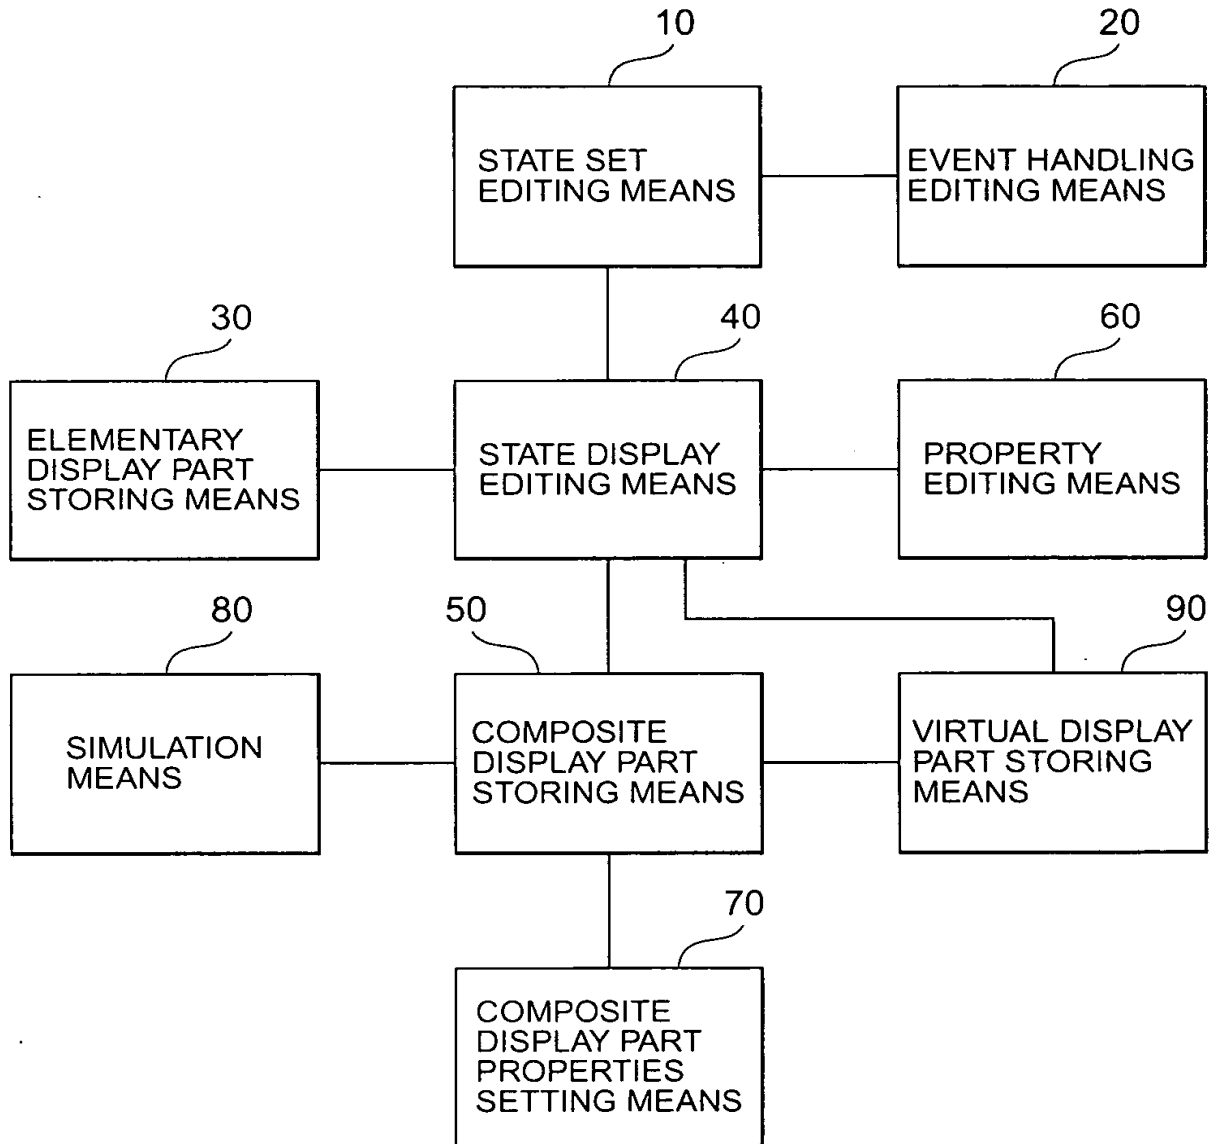 10
20
STATE SET
EDITING MEANS
EVENT HANDLING
EDITING MEANS
30
40
60
ELEMENTARY
DISPLAY PART
STORING MEANS
STATE DISPLAY
EDITING MEANS
PROPERTY
EDITING MEANS
80
50
90
SIMULATION
MEANS
COMPOSITE
DISPLAY PART
STORING MEANS
VIRTUAL DISPLAY
PART STORING
MEANS
70
COMPOSITE
DISPLAY PART
PROPERTIES
SETTING MEANS